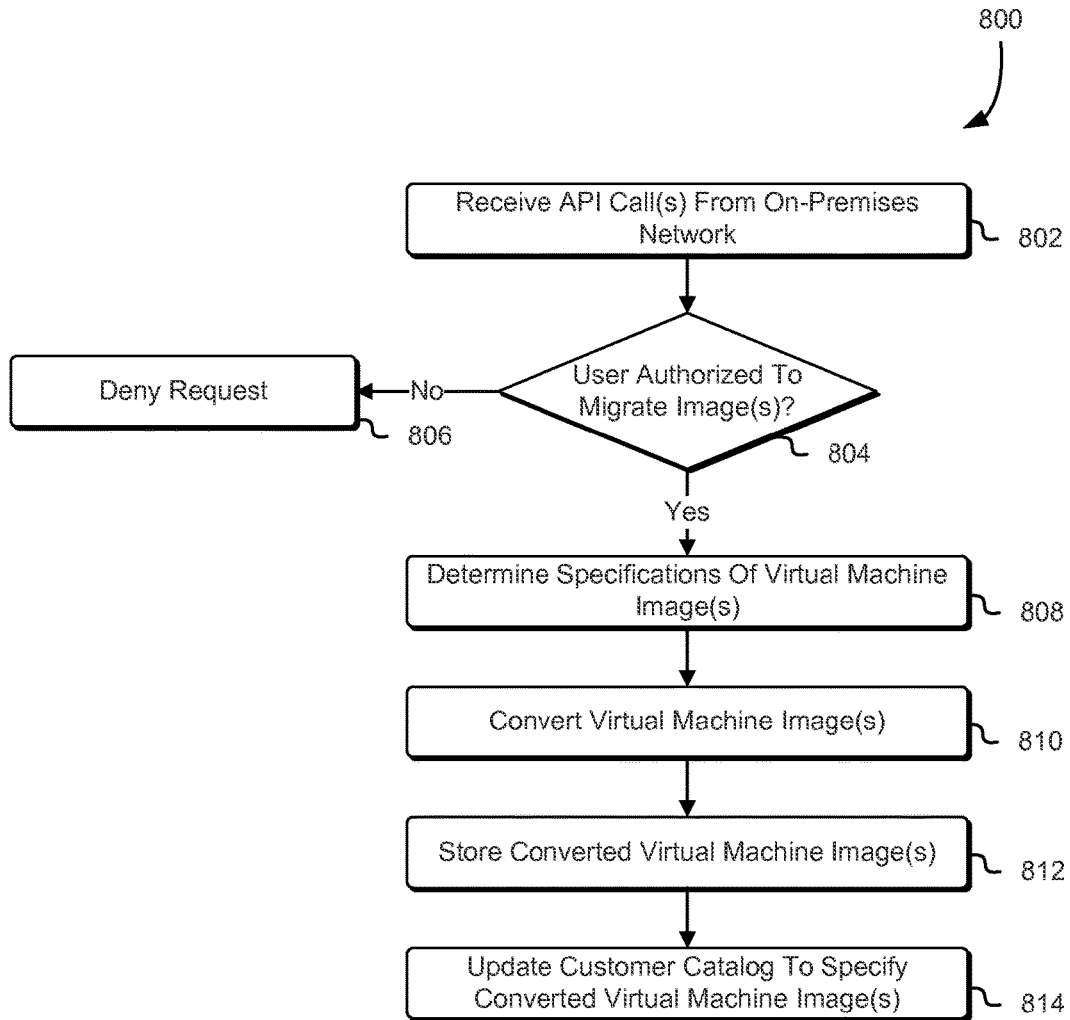 800
Receive API Call(s) From On-Premises
Network
802
User Authorized To
Migrate Image(s)?
804
No
Deny Request
806
Yes
Determine Specifications Of Virtual Machine
Image(s)
808
Convert Virtual Machine Image(s)
810
Store Converted Virtual Machine Image(s)
812
Update Customer Catalog To Specify
Converted Virtual Machine Image(s)
814